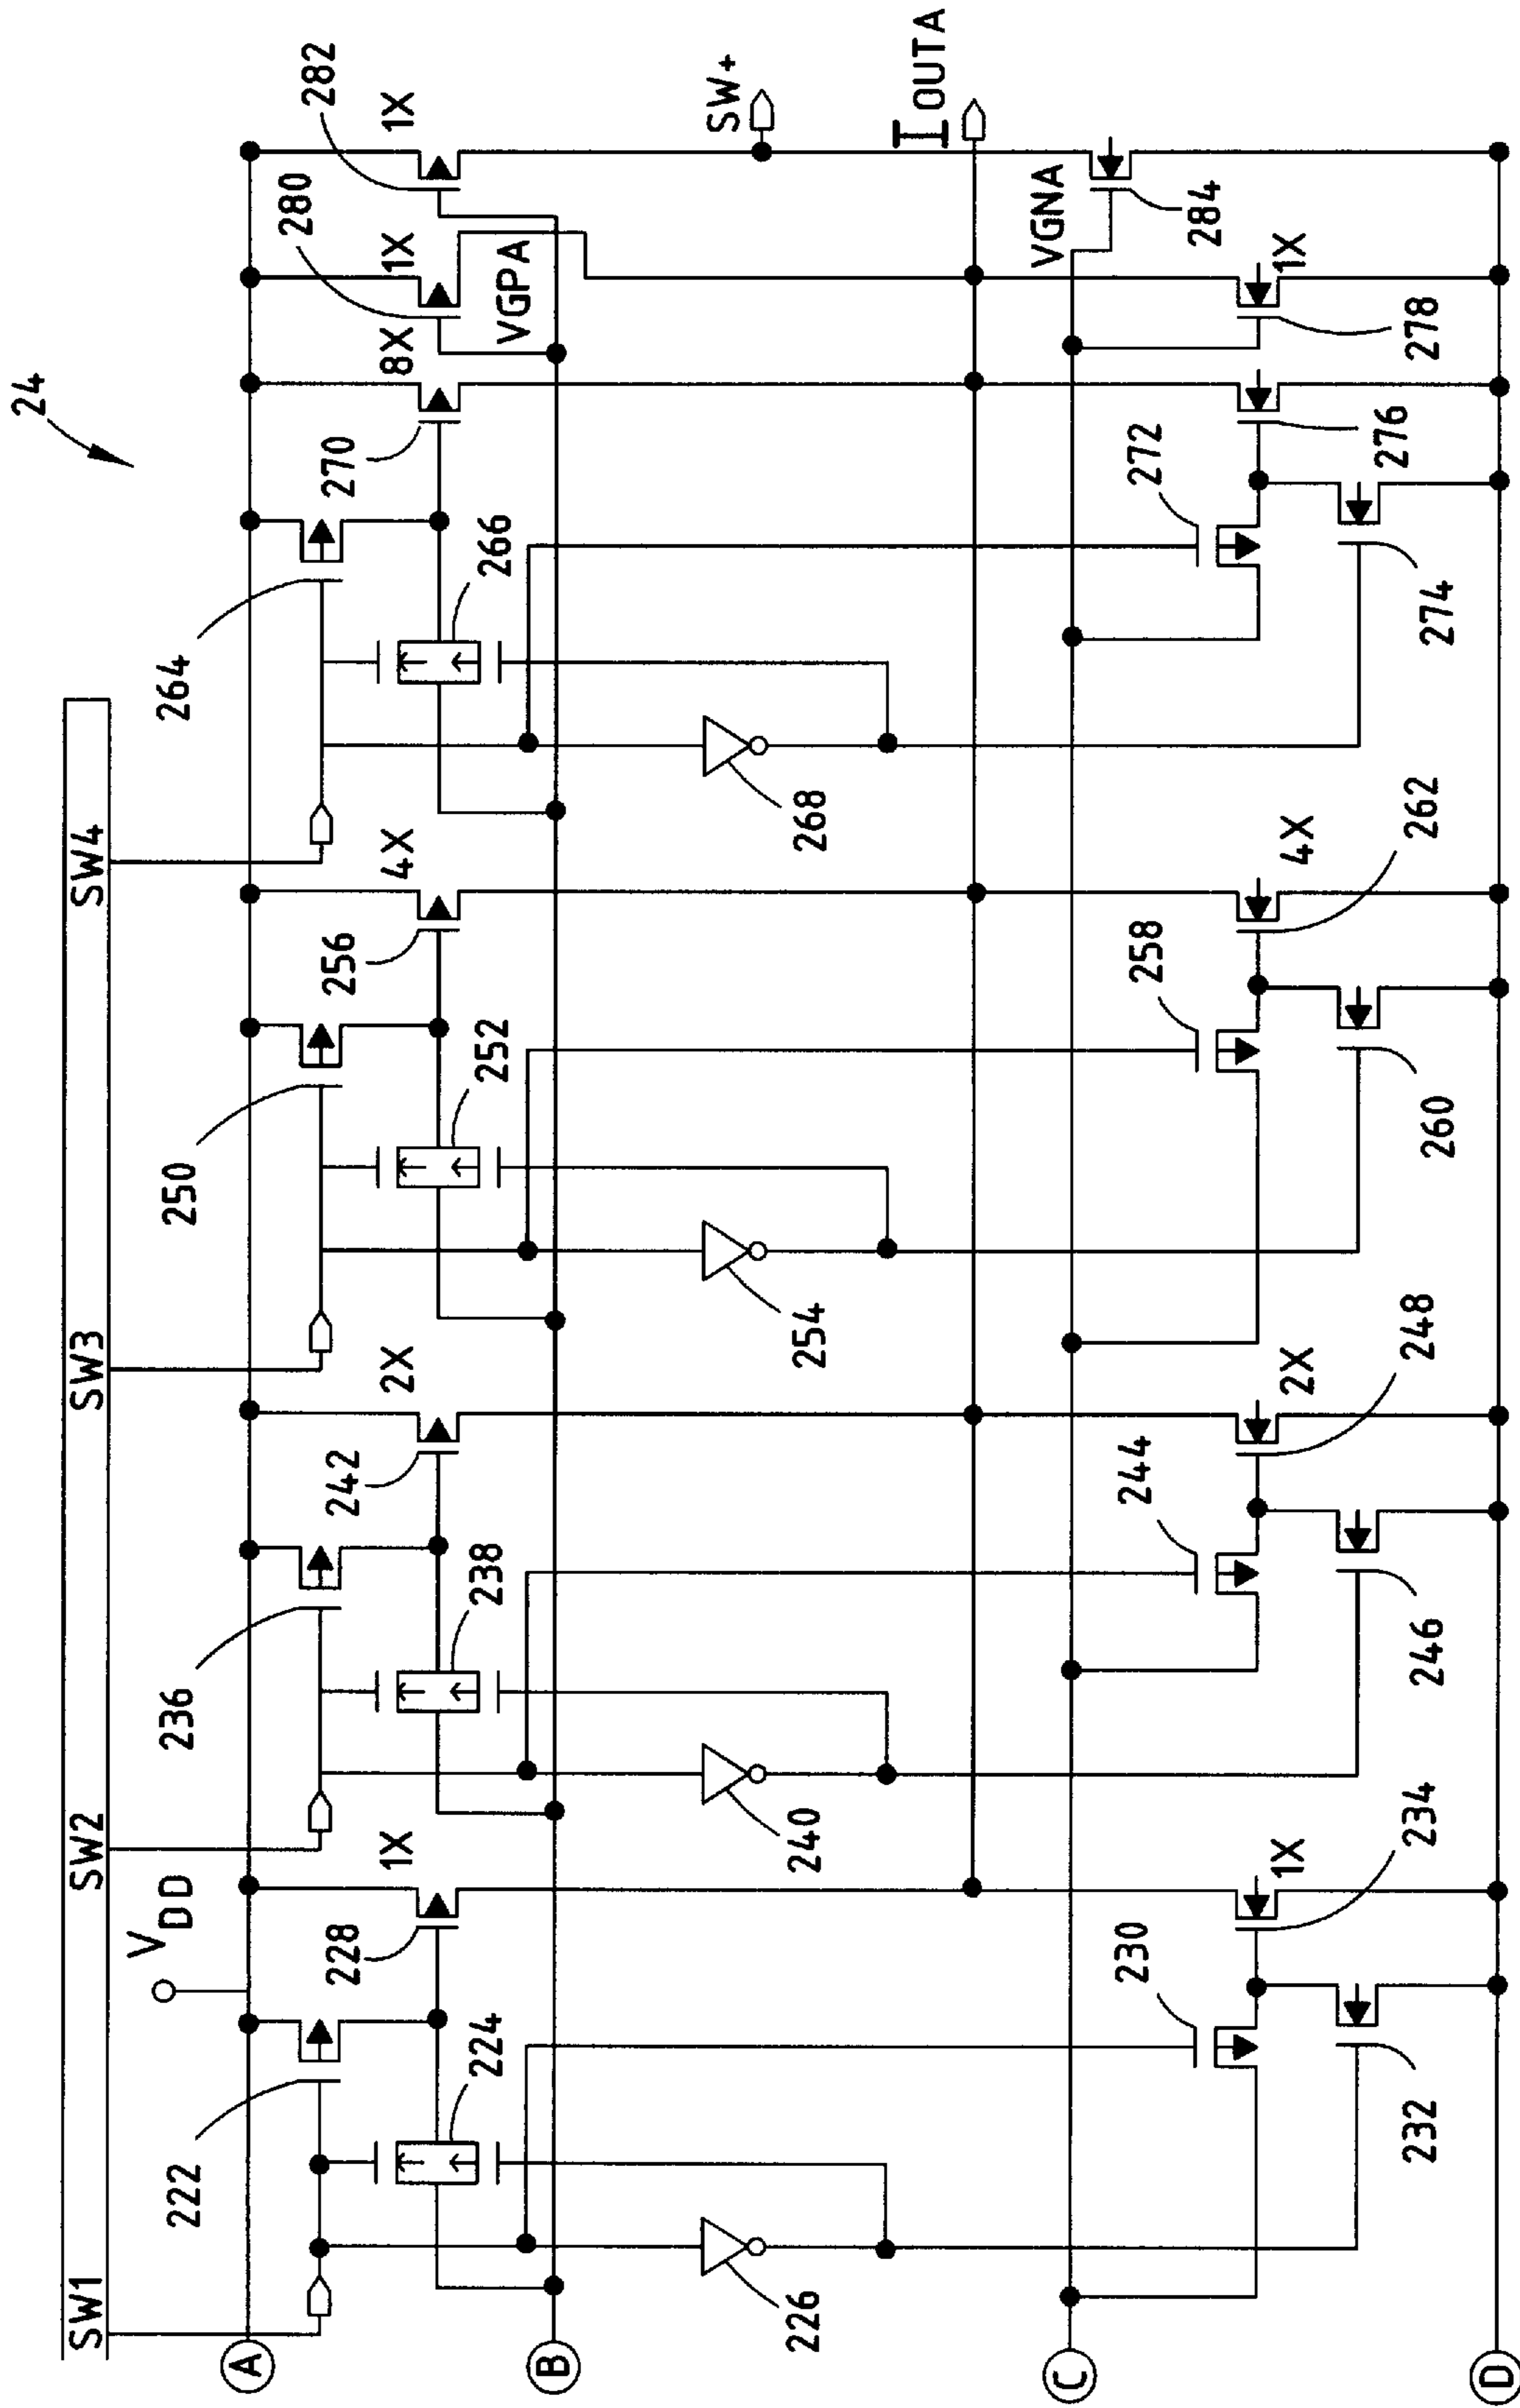 24
SW1
SW2
SW3
SW4
A
V DD
222
228
1X
236
242
2X
250
256
4X
264
270
8X
280
1X
282
1X
224
238
252
266
VGPA
B
SW+
226
240
254
268
I OUTA
C
VGNA
230
244
258
272
284
234
1X
248
2X
262
4X
276
278
1X
232
246
260
274
D